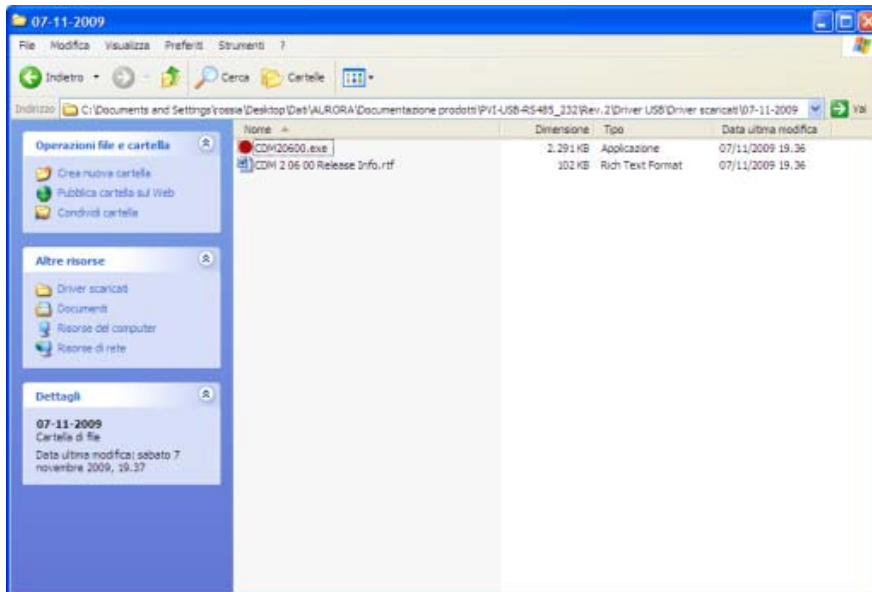 07-11-2009
File Modifica Visualizza Preferiti Strumenti ?
Indietro Cerca Cartelle
Indirizzo C:\Documents and Settings\rossia\Desktop\Dati\AURORA\Documentazione prodotti\PVI-USB-RS485_232\Rev.2\Driver USB\Driver scaricati\07-11-2009 Vai
Nome Dimensione Tipo Data ultima modifica
CDM20600.exe 2.291 KB Applicazione 07/11/2009 19.36
CDM 2 06 00 Release Info.rtf 102 KB Rich Text Format 07/11/2009 19.36
Operazioni file e cartella
Crea nuova cartella
Pubblica cartella sul Web
Condividi cartella
Altre risorse
Driver scaricati
Documenti
Risorse del computer
Risorse di rete
Dettagli
07-11-2009
Cartella di file
Data ultima modifica: sabato 7
novembre 2009, 19.37